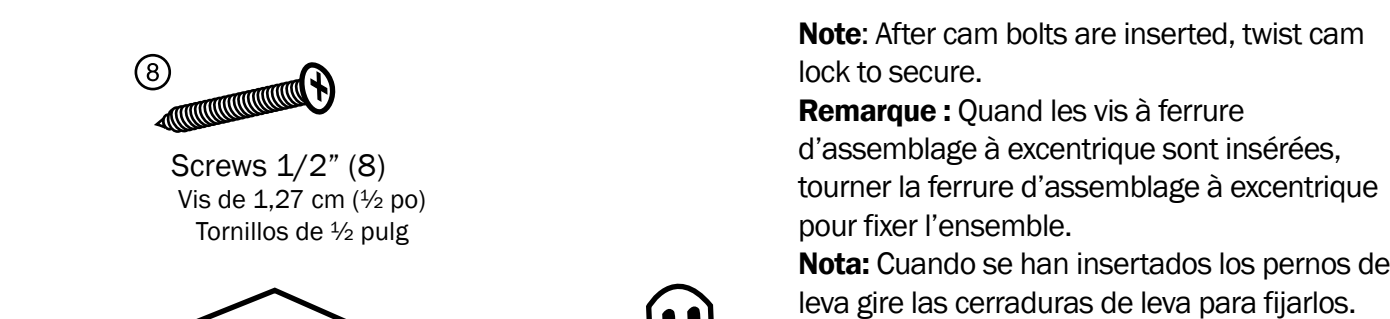 8
Screws 1/2” (8)
Vis de 1,27 cm (½ po)
Tornillos de ½ pulg
Note: After cam bolts are inserted, twist cam
lock to secure.
Remarque : Quand les vis à ferrure
d’assemblage à excentrique sont insérées,
tourner la ferrure d’assemblage à excentrique
pour fixer l’ensemble.
Nota: Cuando se han insertados los pernos de
leva gire las cerraduras de leva para fijarlos.